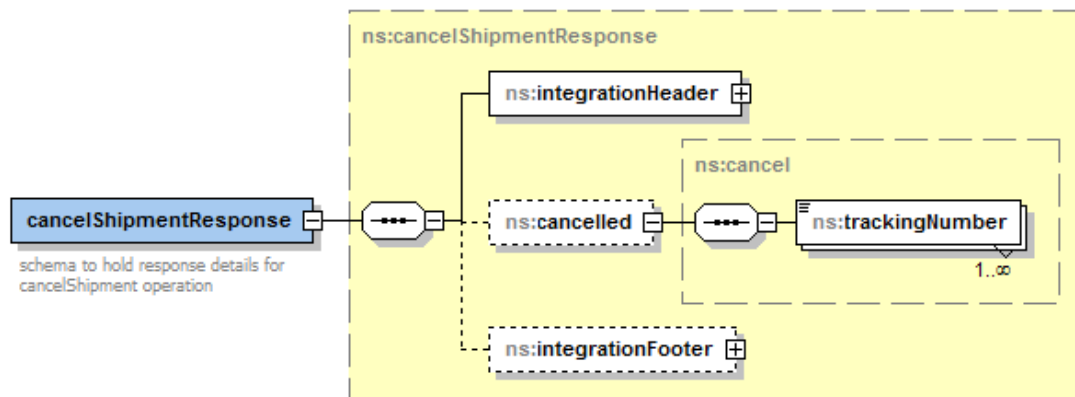 ns:cancelShipmentResponse
ns:integrationHeader
ns:cancel
cancelShipmentResponse
ns:cancelled
ns:trackingNumber
1..∞
schema to hold response details for
cancelShipment operation
ns:integrationFooter